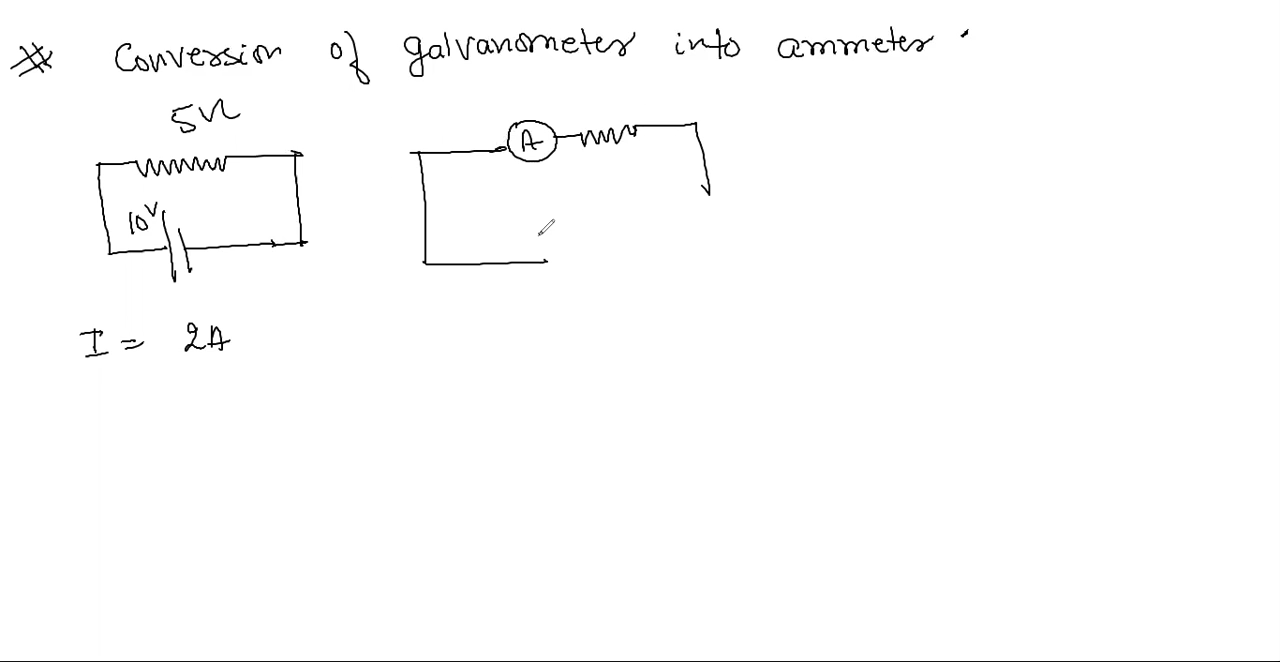 # Conversion of galvanometer into ammeter.
5Ω
A
10V
I = 2A